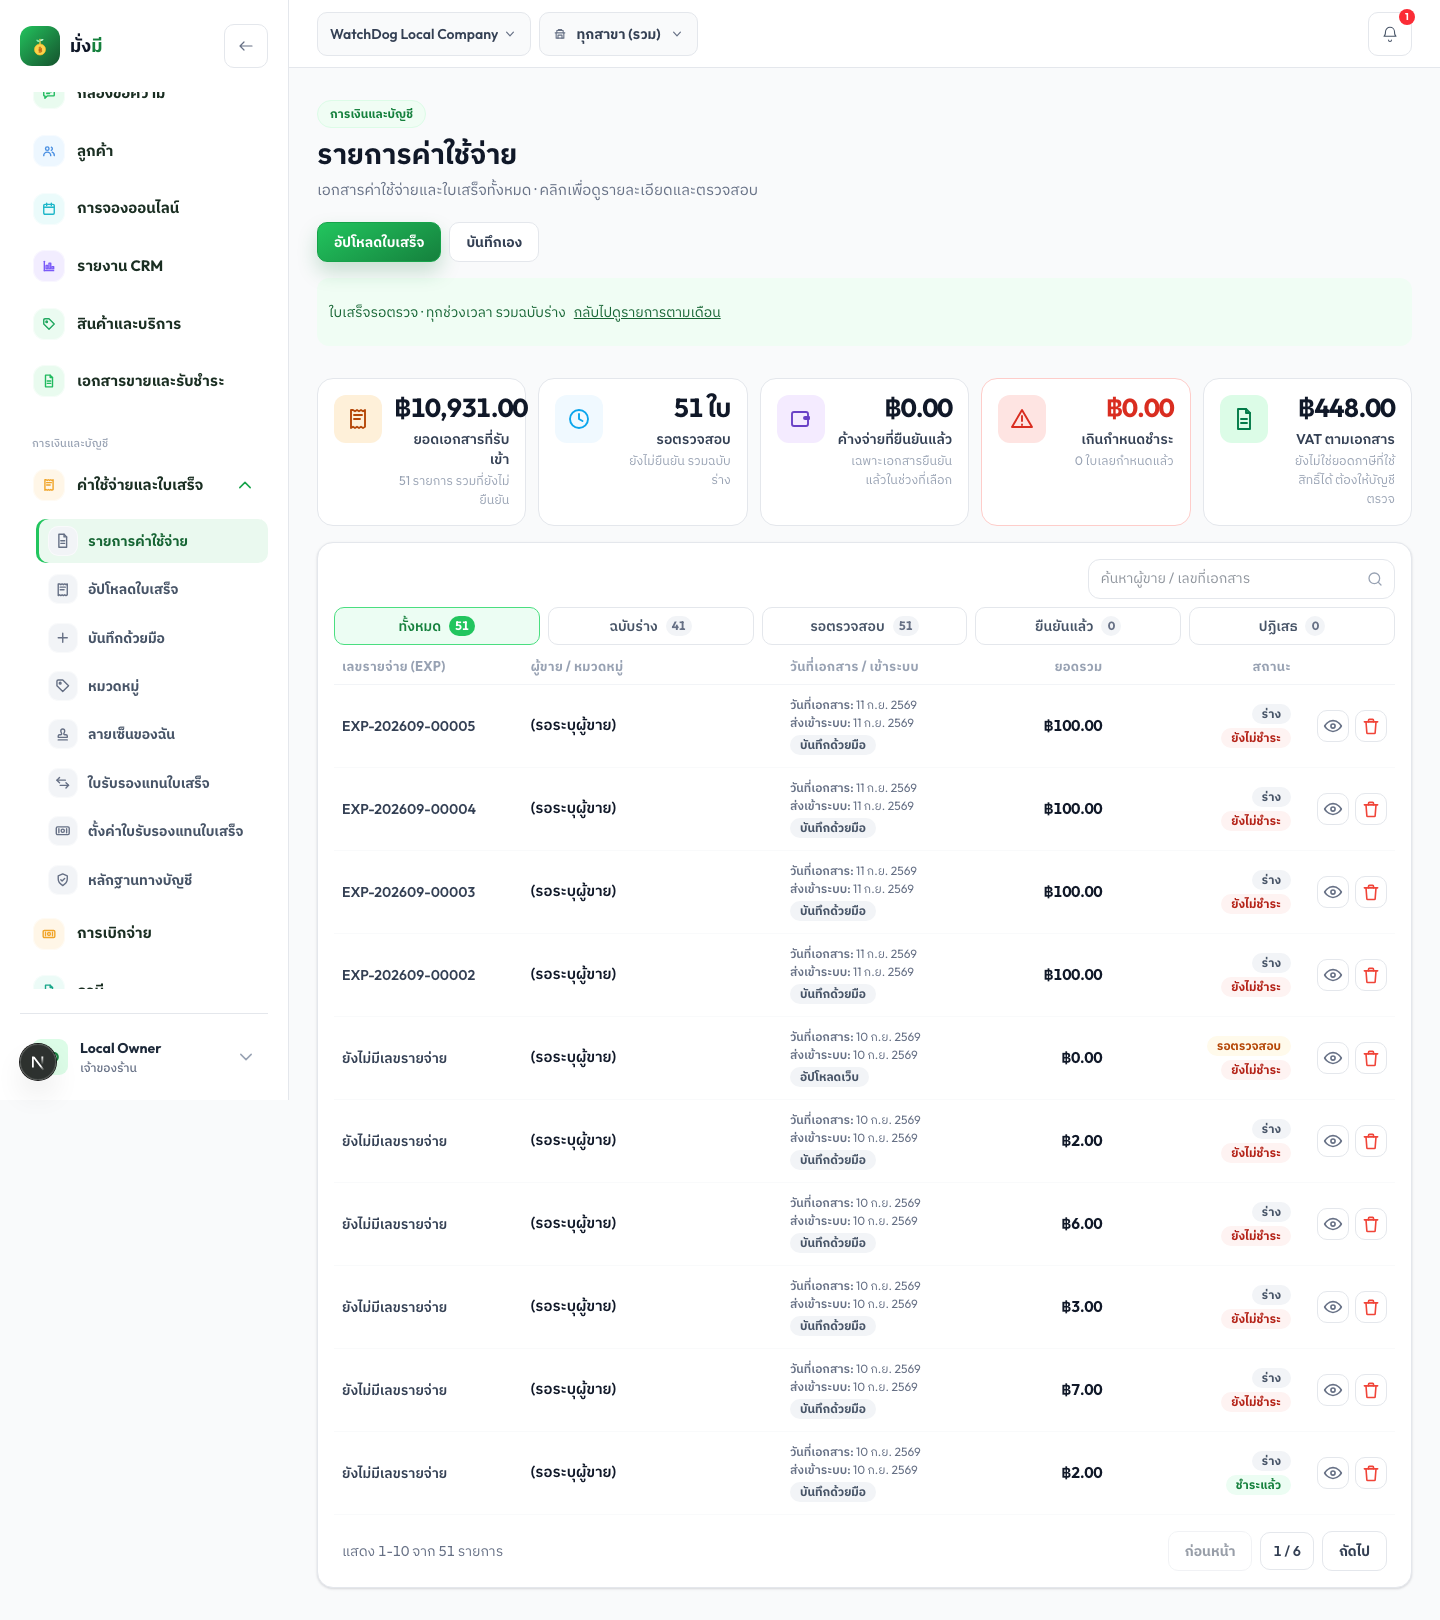 มั่งมี
WatchDog Local Company
ทุกสาขา (รวม)
1
กล่องข้อความ
ลูกค้า
การจองออนไลน์
รายงาน CRM
สินค้าและบริการ
เอกสารขายและรับชำระ
การเงินและบัญชี
ค่าใช้จ่ายและใบเสร็จ
รายการค่าใช้จ่าย
อัปโหลดใบเสร็จ
บันทึกด้วยมือ
หมวดหมู่
ลายเซ็นของฉัน
ใบรับรองแทนใบเสร็จ
ตั้งค่าใบรับรองแทนใบเสร็จ
หลักฐานทางบัญชี
การเบิกจ่าย
ภาษี
Local Owner
เจ้าของร้าน
N
การเงินและบัญชี
รายการค่าใช้จ่าย
เอกสารค่าใช้จ่ายและใบเสร็จทั้งหมด · คลิกเพื่อดูรายละเอียดและตรวจสอบ
อัปโหลดใบเสร็จ
บันทึกเอง
ใบเสร็จรอตรวจ · ทุกช่วงเวลา รวมฉบับร่าง กลับไปดูรายการตามเดือน
฿10,931.00
ยอดเอกสารที่รับ
เข้า
51 รายการ รวมที่ยังไม่
ยืนยัน
51 ใบ
รอตรวจสอบ
ยังไม่ยืนยัน รวมฉบับ
ร่าง
฿0.00
ค้างจ่ายที่ยืนยันแล้ว
เฉพาะเอกสารยืนยัน
แล้วในช่วงที่เลือก
฿0.00
เกินกำหนดชำระ
0 ใบเลยกำหนดแล้ว
฿448.00
VAT ตามเอกสาร
ยังไม่ใช่ยอดภาษีที่ใช้
สิทธิ์ได้ ต้องให้บัญชี
ตรวจ
ค้นหาผู้ขาย / เลขที่เอกสาร
ทั้งหมด 51
ฉบับร่าง 41
รอตรวจสอบ 51
ยืนยันแล้ว 0
ปฏิเสธ 0
เลขรายจ่าย (EXP) ผู้ขาย / หมวดหมู่ วันที่เอกสาร / เข้าระบบ ยอดรวม สถานะ
EXP-202609-00005 (รอระบุผู้ขาย) ฿100.00
วันที่เอกสาร: 11 ก.ย. 2569
ส่งเข้าระบบ: 11 ก.ย. 2569
บันทึกด้วยมือ
ร่าง
ยังไม่ชำระ
EXP-202609-00004 (รอระบุผู้ขาย) ฿100.00
วันที่เอกสาร: 11 ก.ย. 2569
ส่งเข้าระบบ: 11 ก.ย. 2569
บันทึกด้วยมือ
ร่าง
ยังไม่ชำระ
EXP-202609-00003 (รอระบุผู้ขาย) ฿100.00
วันที่เอกสาร: 11 ก.ย. 2569
ส่งเข้าระบบ: 11 ก.ย. 2569
บันทึกด้วยมือ
ร่าง
ยังไม่ชำระ
EXP-202609-00002 (รอระบุผู้ขาย) ฿100.00
วันที่เอกสาร: 11 ก.ย. 2569
ส่งเข้าระบบ: 11 ก.ย. 2569
บันทึกด้วยมือ
ร่าง
ยังไม่ชำระ
ยังไม่มีเลขรายจ่าย (รอระบุผู้ขาย) ฿0.00
วันที่เอกสาร: 10 ก.ย. 2569
ส่งเข้าระบบ: 10 ก.ย. 2569
อัปโหลดเว็บ
รอตรวจสอบ
ยังไม่ชำระ
ยังไม่มีเลขรายจ่าย (รอระบุผู้ขาย) ฿2.00
วันที่เอกสาร: 10 ก.ย. 2569
ส่งเข้าระบบ: 10 ก.ย. 2569
บันทึกด้วยมือ
ร่าง
ยังไม่ชำระ
ยังไม่มีเลขรายจ่าย (รอระบุผู้ขาย) ฿6.00
วันที่เอกสาร: 10 ก.ย. 2569
ส่งเข้าระบบ: 10 ก.ย. 2569
บันทึกด้วยมือ
ร่าง
ยังไม่ชำระ
ยังไม่มีเลขรายจ่าย (รอระบุผู้ขาย) ฿3.00
วันที่เอกสาร: 10 ก.ย. 2569
ส่งเข้าระบบ: 10 ก.ย. 2569
บันทึกด้วยมือ
ร่าง
ยังไม่ชำระ
ยังไม่มีเลขรายจ่าย (รอระบุผู้ขาย) ฿7.00
วันที่เอกสาร: 10 ก.ย. 2569
ส่งเข้าระบบ: 10 ก.ย. 2569
บันทึกด้วยมือ
ร่าง
ยังไม่ชำระ
ยังไม่มีเลขรายจ่าย (รอระบุผู้ขาย) ฿2.00
วันที่เอกสาร: 10 ก.ย. 2569
ส่งเข้าระบบ: 10 ก.ย. 2569
บันทึกด้วยมือ
ร่าง
ชำระแล้ว
แสดง 1-10 จาก 51 รายการ
ก่อนหน้า
1 / 6
ถัดไป